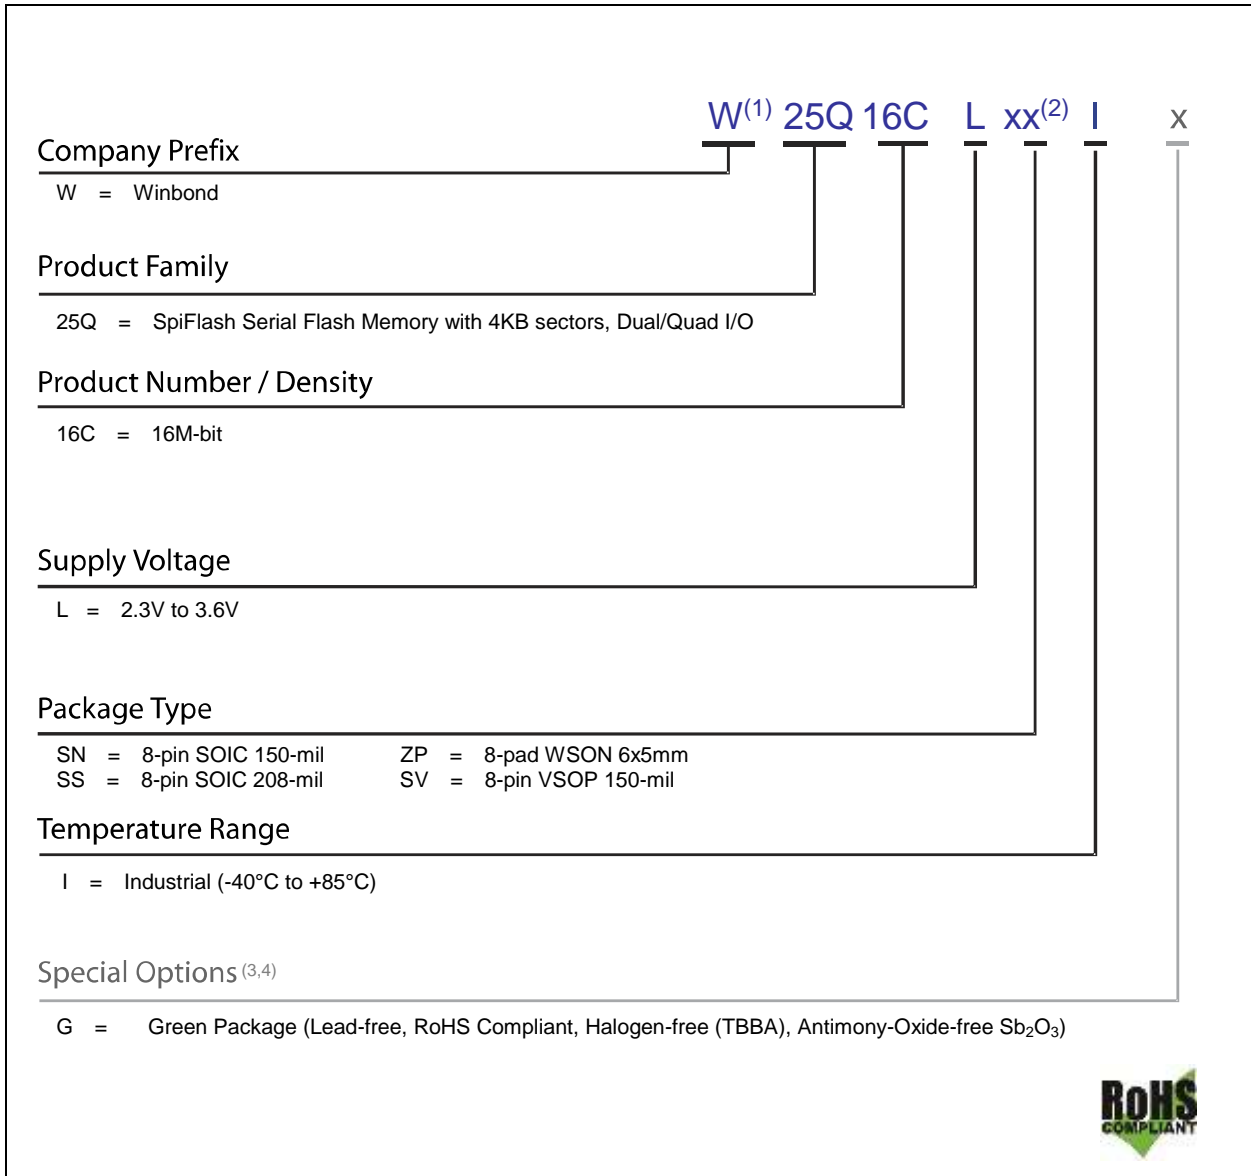 W(1) 25Q 16C L xx(2) I x
Company Prefix
W = Winbond
Product Family
25Q = SpiFlash Serial Flash Memory with 4KB sectors, Dual/Quad I/O
Product Number / Density
16C = 16M-bit
Supply Voltage
L = 2.3V to 3.6V
Package Type
SN = 8-pin SOIC 150-mil ZP = 8-pad WSON 6x5mm
SS = 8-pin SOIC 208-mil SV = 8-pin VSOP 150-mil
Temperature Range
I = Industrial (-40°C to +85°C)
Special Options (3,4)
G = Green Package (Lead-free, RoHS Compliant, Halogen-free (TBBA), Antimony-Oxide-free Sb₂O₃)
RoHS
COMPLIANT